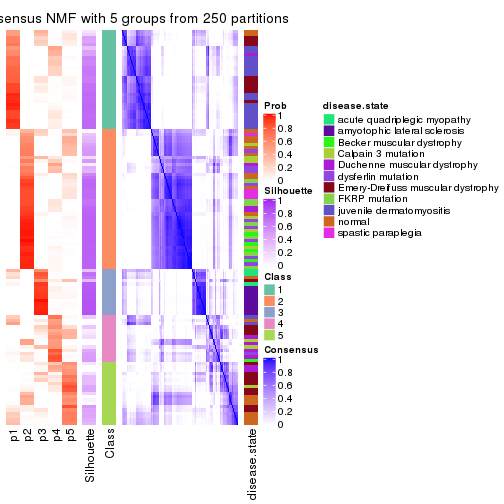 sensus NMF with 5 groups from 250 partitions
Prob
1
0.8
0.6
0.4
0.2
0
Silhouette
1
0.8
0.6
0.4
0.2
0
Class
1
2
3
4
5
Consensus
1
0.8
0.6
0.4
0.2
0
disease.state
acute quadriplegic myopathy
amyotophic lateral sclerosis
Becker muscular dystrophy
Calpain 3 mutation
Duchenne muscular dystrophy
dysferlin mutation
Emery-Dreifuss muscular dystrophy
FKRP mutation
juvenile dermatomyositis
normal
spastic paraplegia
p1
p2
p3
p4
p5
Silhouette
Class
disease.state